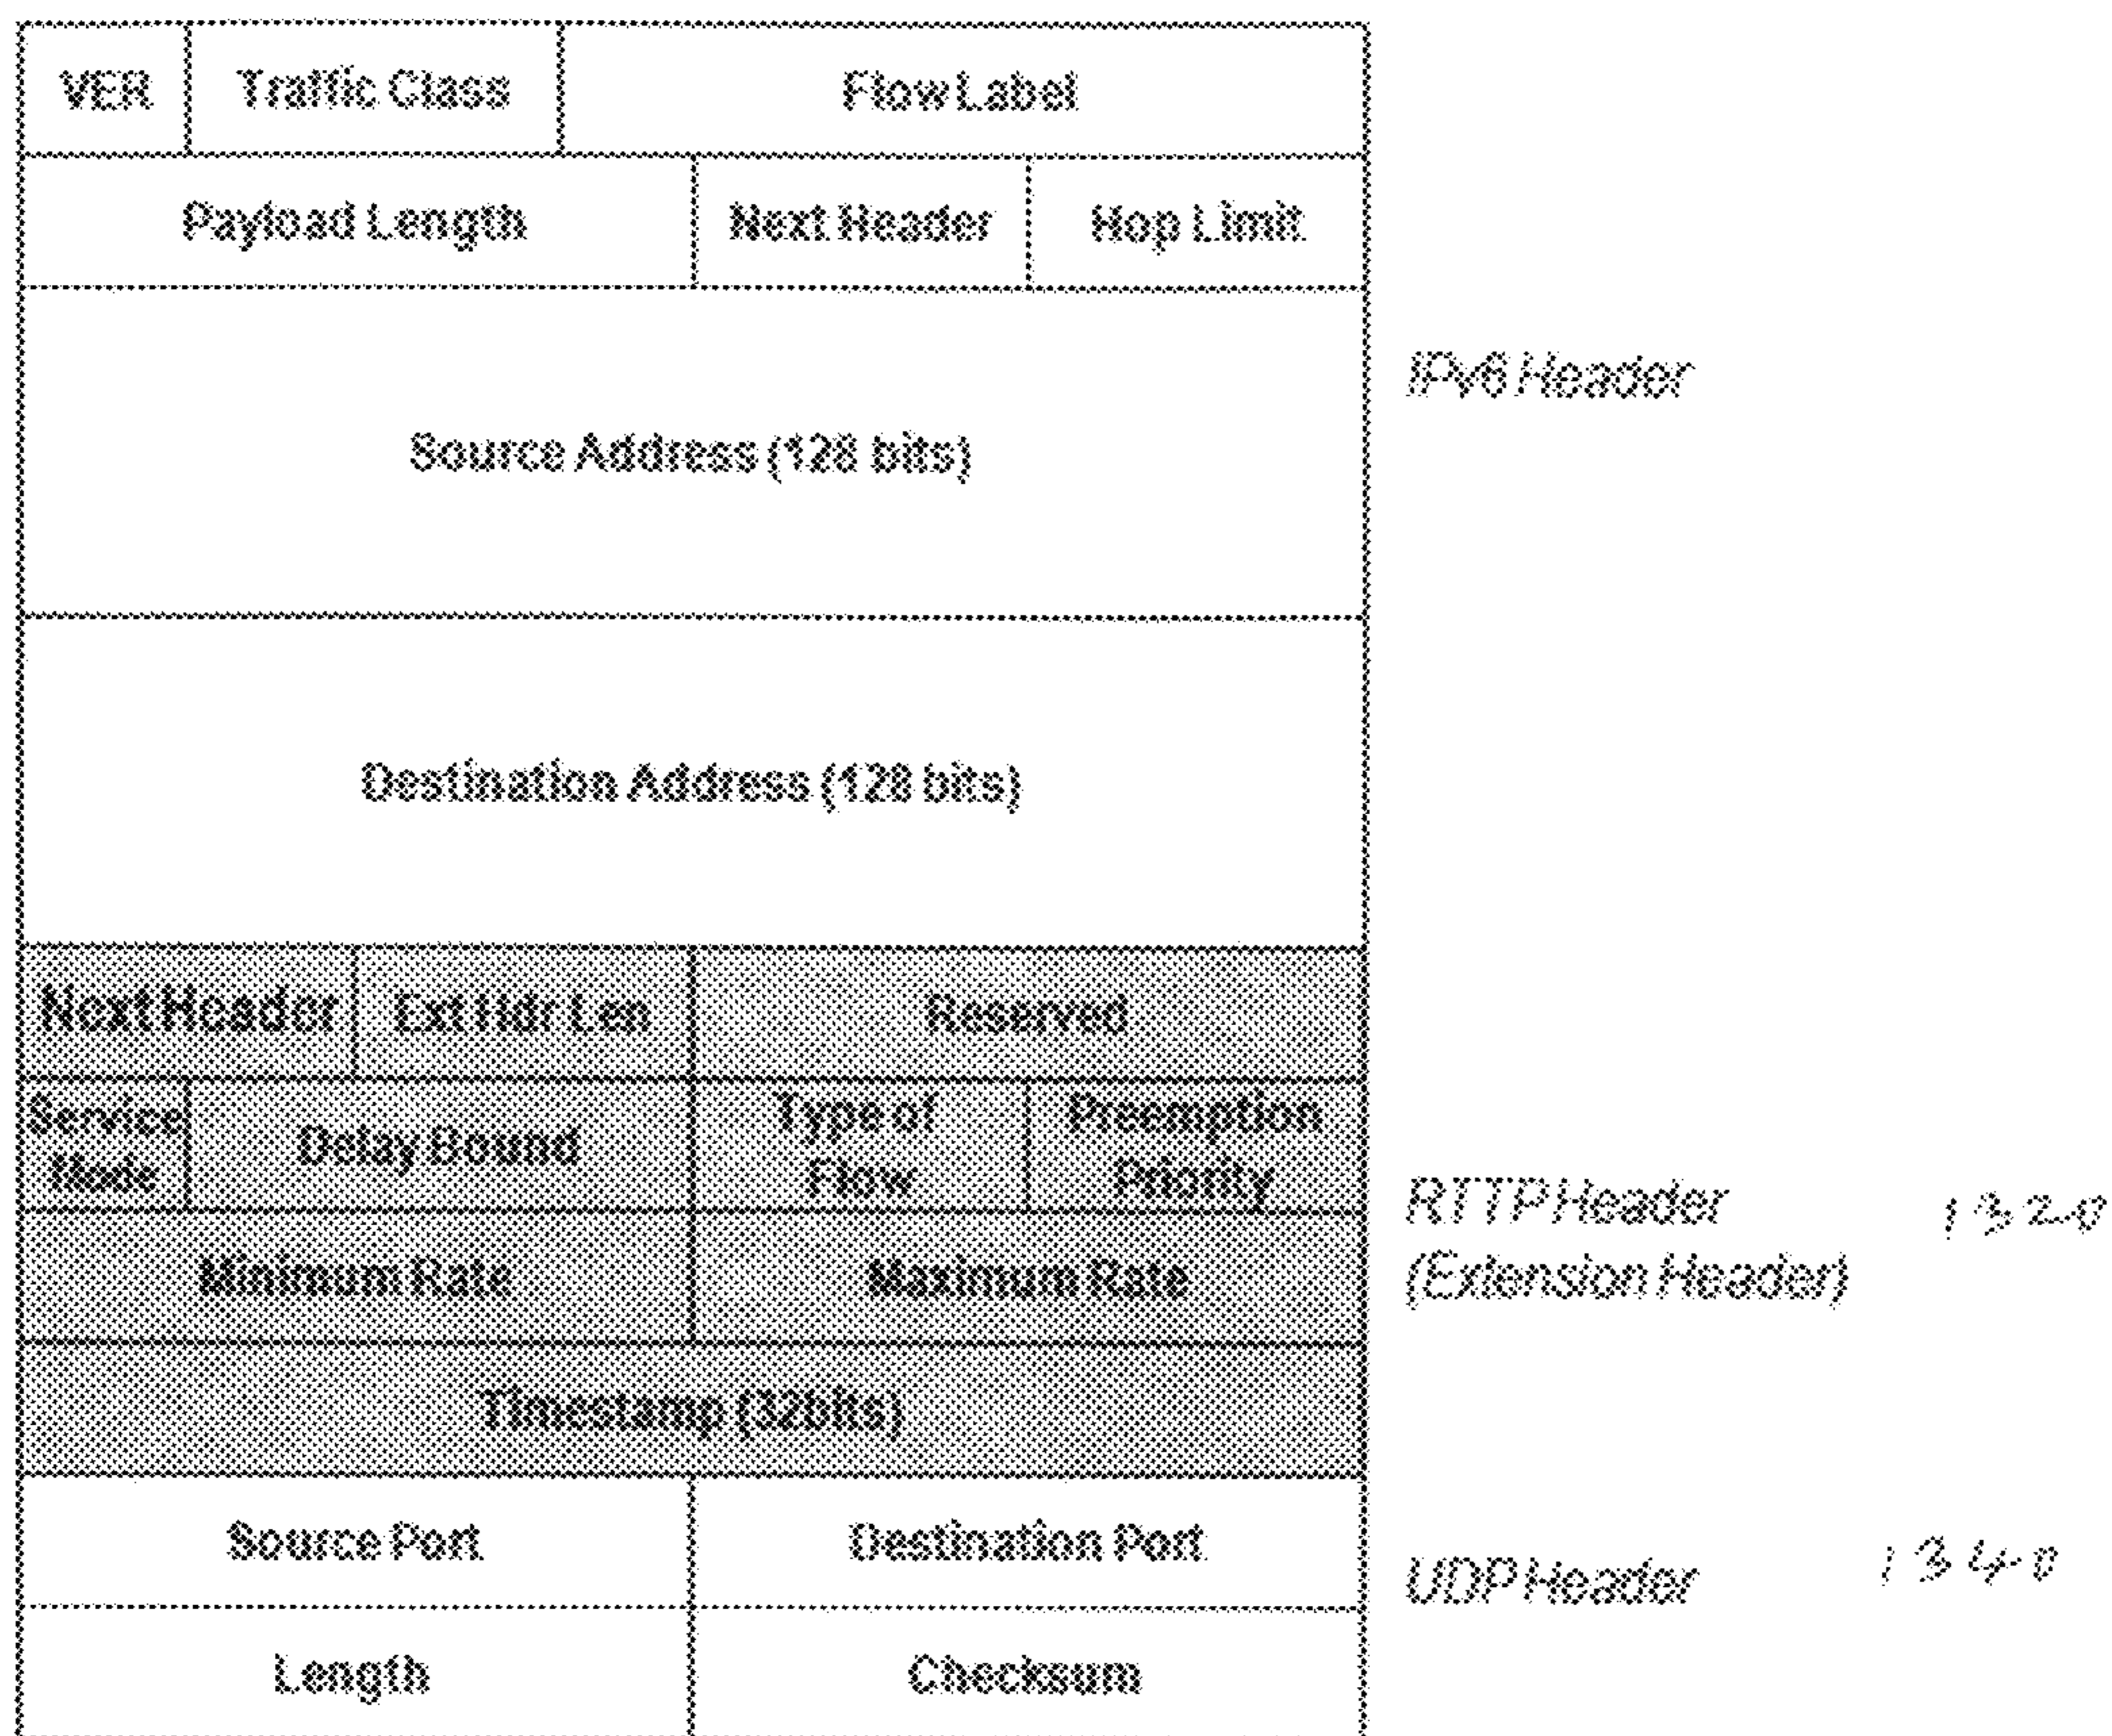 VER Traffic Class Flow Label
Payload Length Next Header Hop Limit
IPv6 Header
Source Address (128 bits)
Destination Address (128 bits)
Next Header Ext Hdr Len Reserved
Service Mode Delay Bound Type of Flow Preemption Priority
RTTP Header 1320
(Extension Header)
Minimum Rate Maximum Rate
Timestamp (32bits)
Source Port Destination Port
UDP Header 1340
Length Checksum